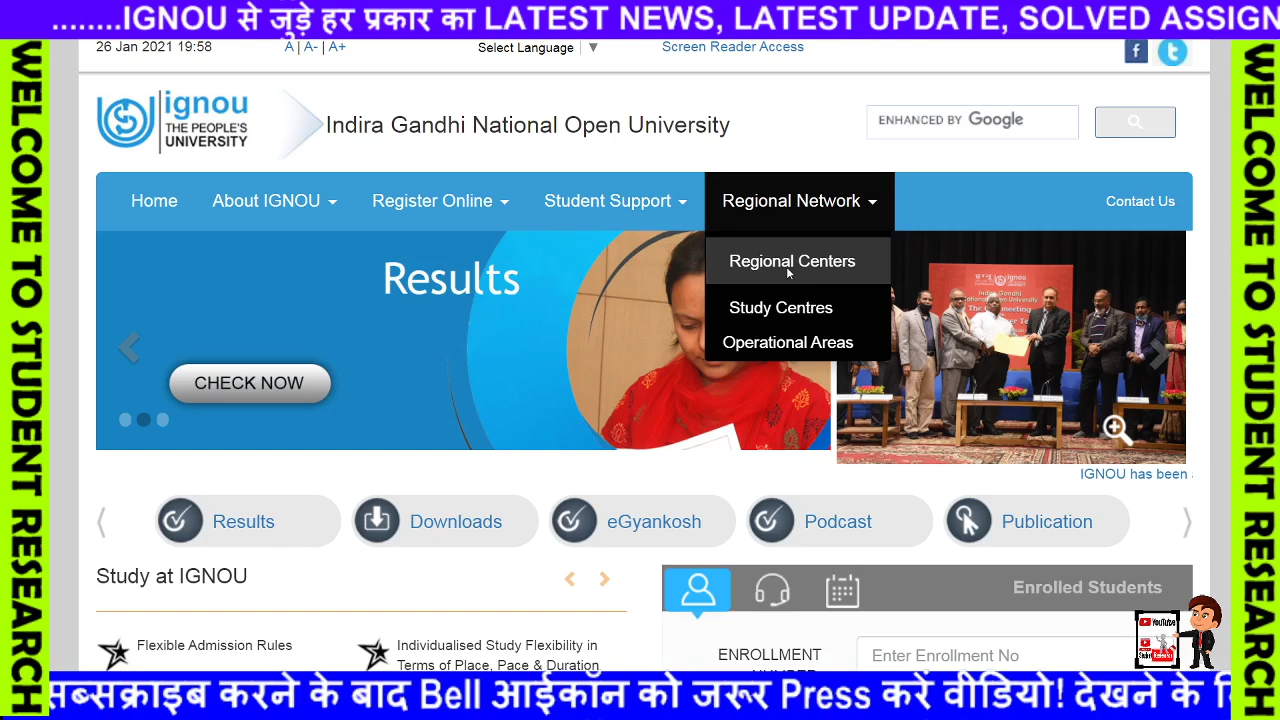 ........IGNOU से जुड़े हर प्रकार का LATEST NEWS, LATEST UPDATE, SOLVED ASSIGN
WELCOME TO STUDENT RESEARCH
26 Jan 2021 19:58
A | A- | A+
Select Language ▼
Screen Reader Access
ignou
THE PEOPLE'S
UNIVERSITY
Indira Gandhi National Open University
ENHANCED BY Google
Home
About IGNOU
Register Online
Student Support
Regional Network
Contact Us
Regional Centers
Study Centres
Operational Areas
Results
CHECK NOW
ignou
Indira Gandhi
IGNOU has been
Results
Downloads
eGyankosh
Podcast
Publication
Study at IGNOU
Enrolled Students
Flexible Admission Rules
Individualised Study Flexibility in
Terms of Place, Pace & Duration
ENROLLMENT
Enter Enrollment No
YouTube
WELCOME TO STUDENT RESEARCH
सब्सक्राइब करने के बाद Bell आईकॉन को जरूर Press करें वीडियो! देखने के